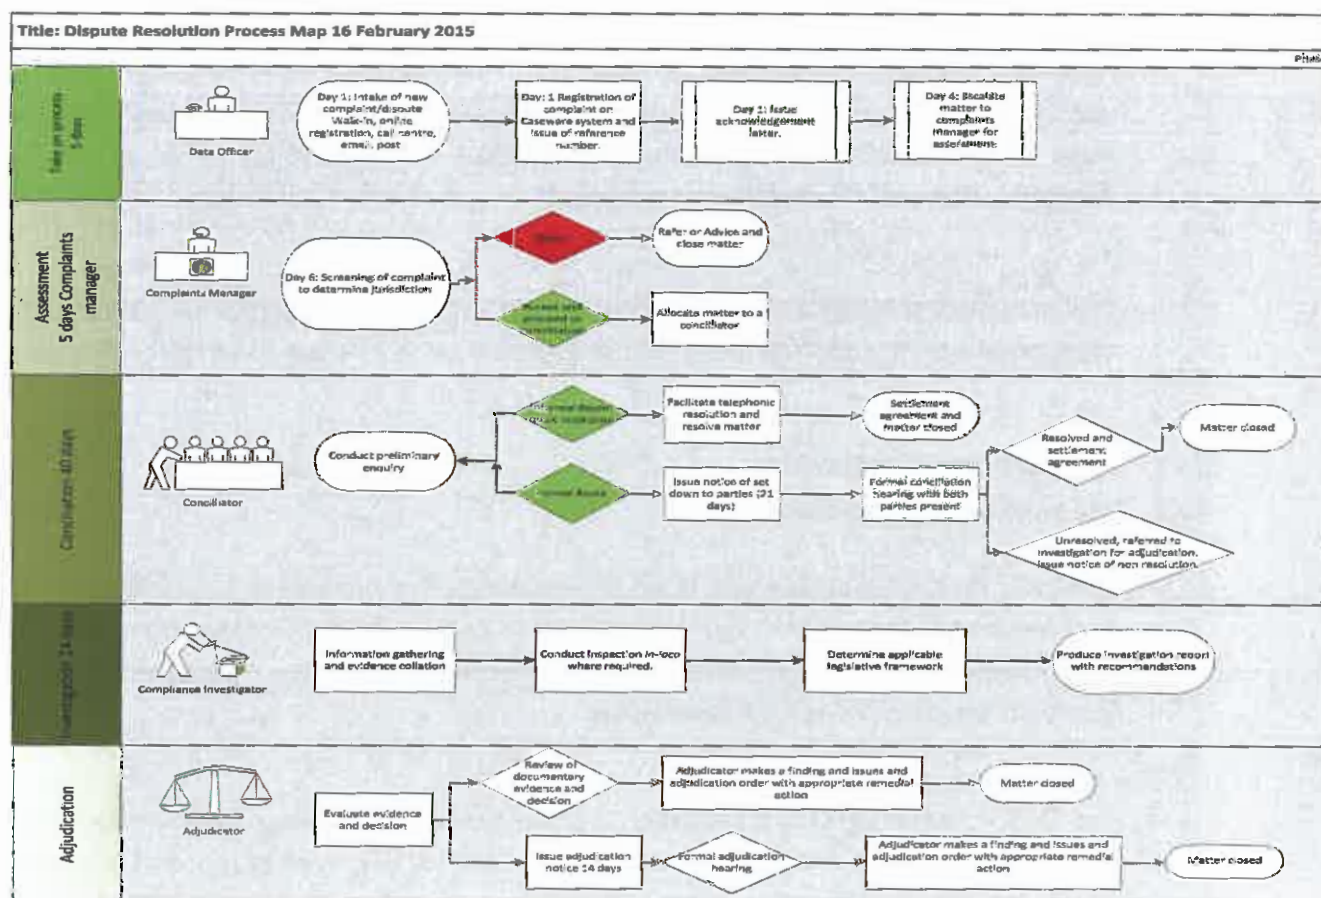 Title: Dispute Resolution Process Map 16 February 2015
Data Officer
Day 1: Intake of new
complaint/dispute
Walk-in, online
registration, call centre,
email, post
Day: 1 Registration of
complaint on
Caseware system and
issue of reference
number.
Issue
acknowledgement
letter.
Day 4: Escalate
matter to
complaints
manager for
assessment.
Assessment
5 days Complaints
manager
Complaints Manager
Day 6: Screening of complaint
to determine jurisdiction
Refer or Advice and
close matter
Allocate matter to a
conciliator
Conciliator
Conduct preliminary
enquiry
Facilitate telephonic
resolution and
resolve matter
Settlement
agreement and
matter closed
Issue notice of set
down to parties (21
days)
Formal conciliation
hearing with both
parties present
Resolved and
settlement
agreement
Matter closed
Unresolved, referred to
investigation for adjudication.
Issue notice of non resolution.
Compliance Investigator
Information gathering
and evidence collation
Conduct inspection in-loco
where required.
Determine applicable
legislative framework
Produce investigation report
with recommendations
Adjudication
Adjudicator
Evaluate evidence
and decision
Review of
documentary
evidence and
decision
Adjudicator makes a finding and issues and
adjudication order with appropriate remedial
action
Matter closed
Issue adjudication
notice 14 days
Formal adjudication
hearing
Adjudicator makes a finding and issues and
adjudication order with appropriate remedial
action
Matter closed